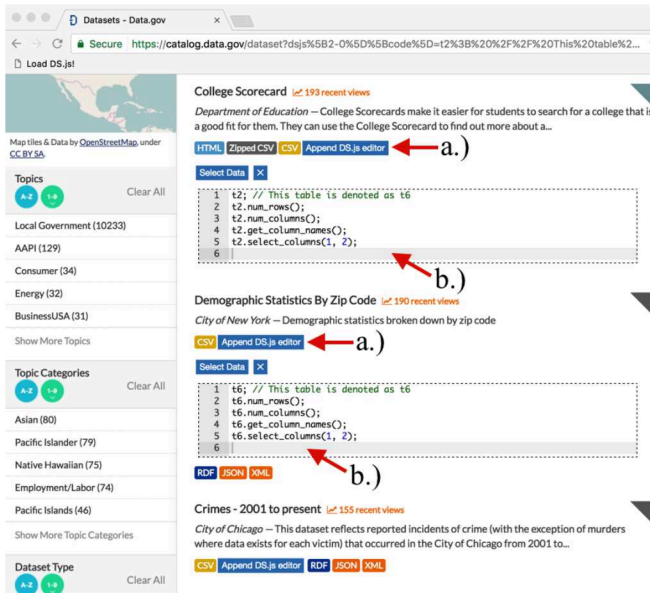 Datasets - Data.gov ×
Secure https://catalog.data.gov/dataset?dsjs%5B2-0%5D%5Bcode%5D=t2%3B%20%2F%2F%20This%20table%2...
Load DS.js!
Map tiles & Data by OpenStreetMap, under
CC BY SA.
Topics
A-Z 1-9 Clear All
Local Government (10233)
AAPI (129)
Consumer (34)
Energy (32)
BusinessUSA (31)
Show More Topics
Topic Categories
A-Z 1-9 Clear All
Asian (80)
Pacific Islander (79)
Native Hawaiian (75)
Employment/Labor (74)
Pacific Islands (46)
Show More Topic Categories
Dataset Type
A-Z 1-9 Clear All
College Scorecard 193 recent views
Department of Education — College Scorecards make it easier for students to search for a college that is
a good fit for them. They can use the College Scorecard to find out more about a...
HTML Zipped CSV CSV Append DS.js editor a.)
Select Data ×
1 t2; // This table is denoted as t6
2 t2.num_rows();
3 t2.num_columns();
4 t2.get_column_names();
5 t2.select_columns(1, 2);
6
b.)
Demographic Statistics By Zip Code 190 recent views
City of New York — Demographic statistics broken down by zip code
CSV Append DS.js editor a.)
Select Data ×
1 t6; // This table is denoted as t6
2 t6.num_rows();
3 t6.num_columns();
4 t6.get_column_names();
5 t6.select_columns(1, 2);
6
b.)
RDF JSON XML
Crimes - 2001 to present 155 recent views
City of Chicago — This dataset reflects reported incidents of crime (with the exception of murders
where data exists for each victim) that occurred in the City of Chicago from 2001 to...
CSV Append DS.js editor RDF JSON XML